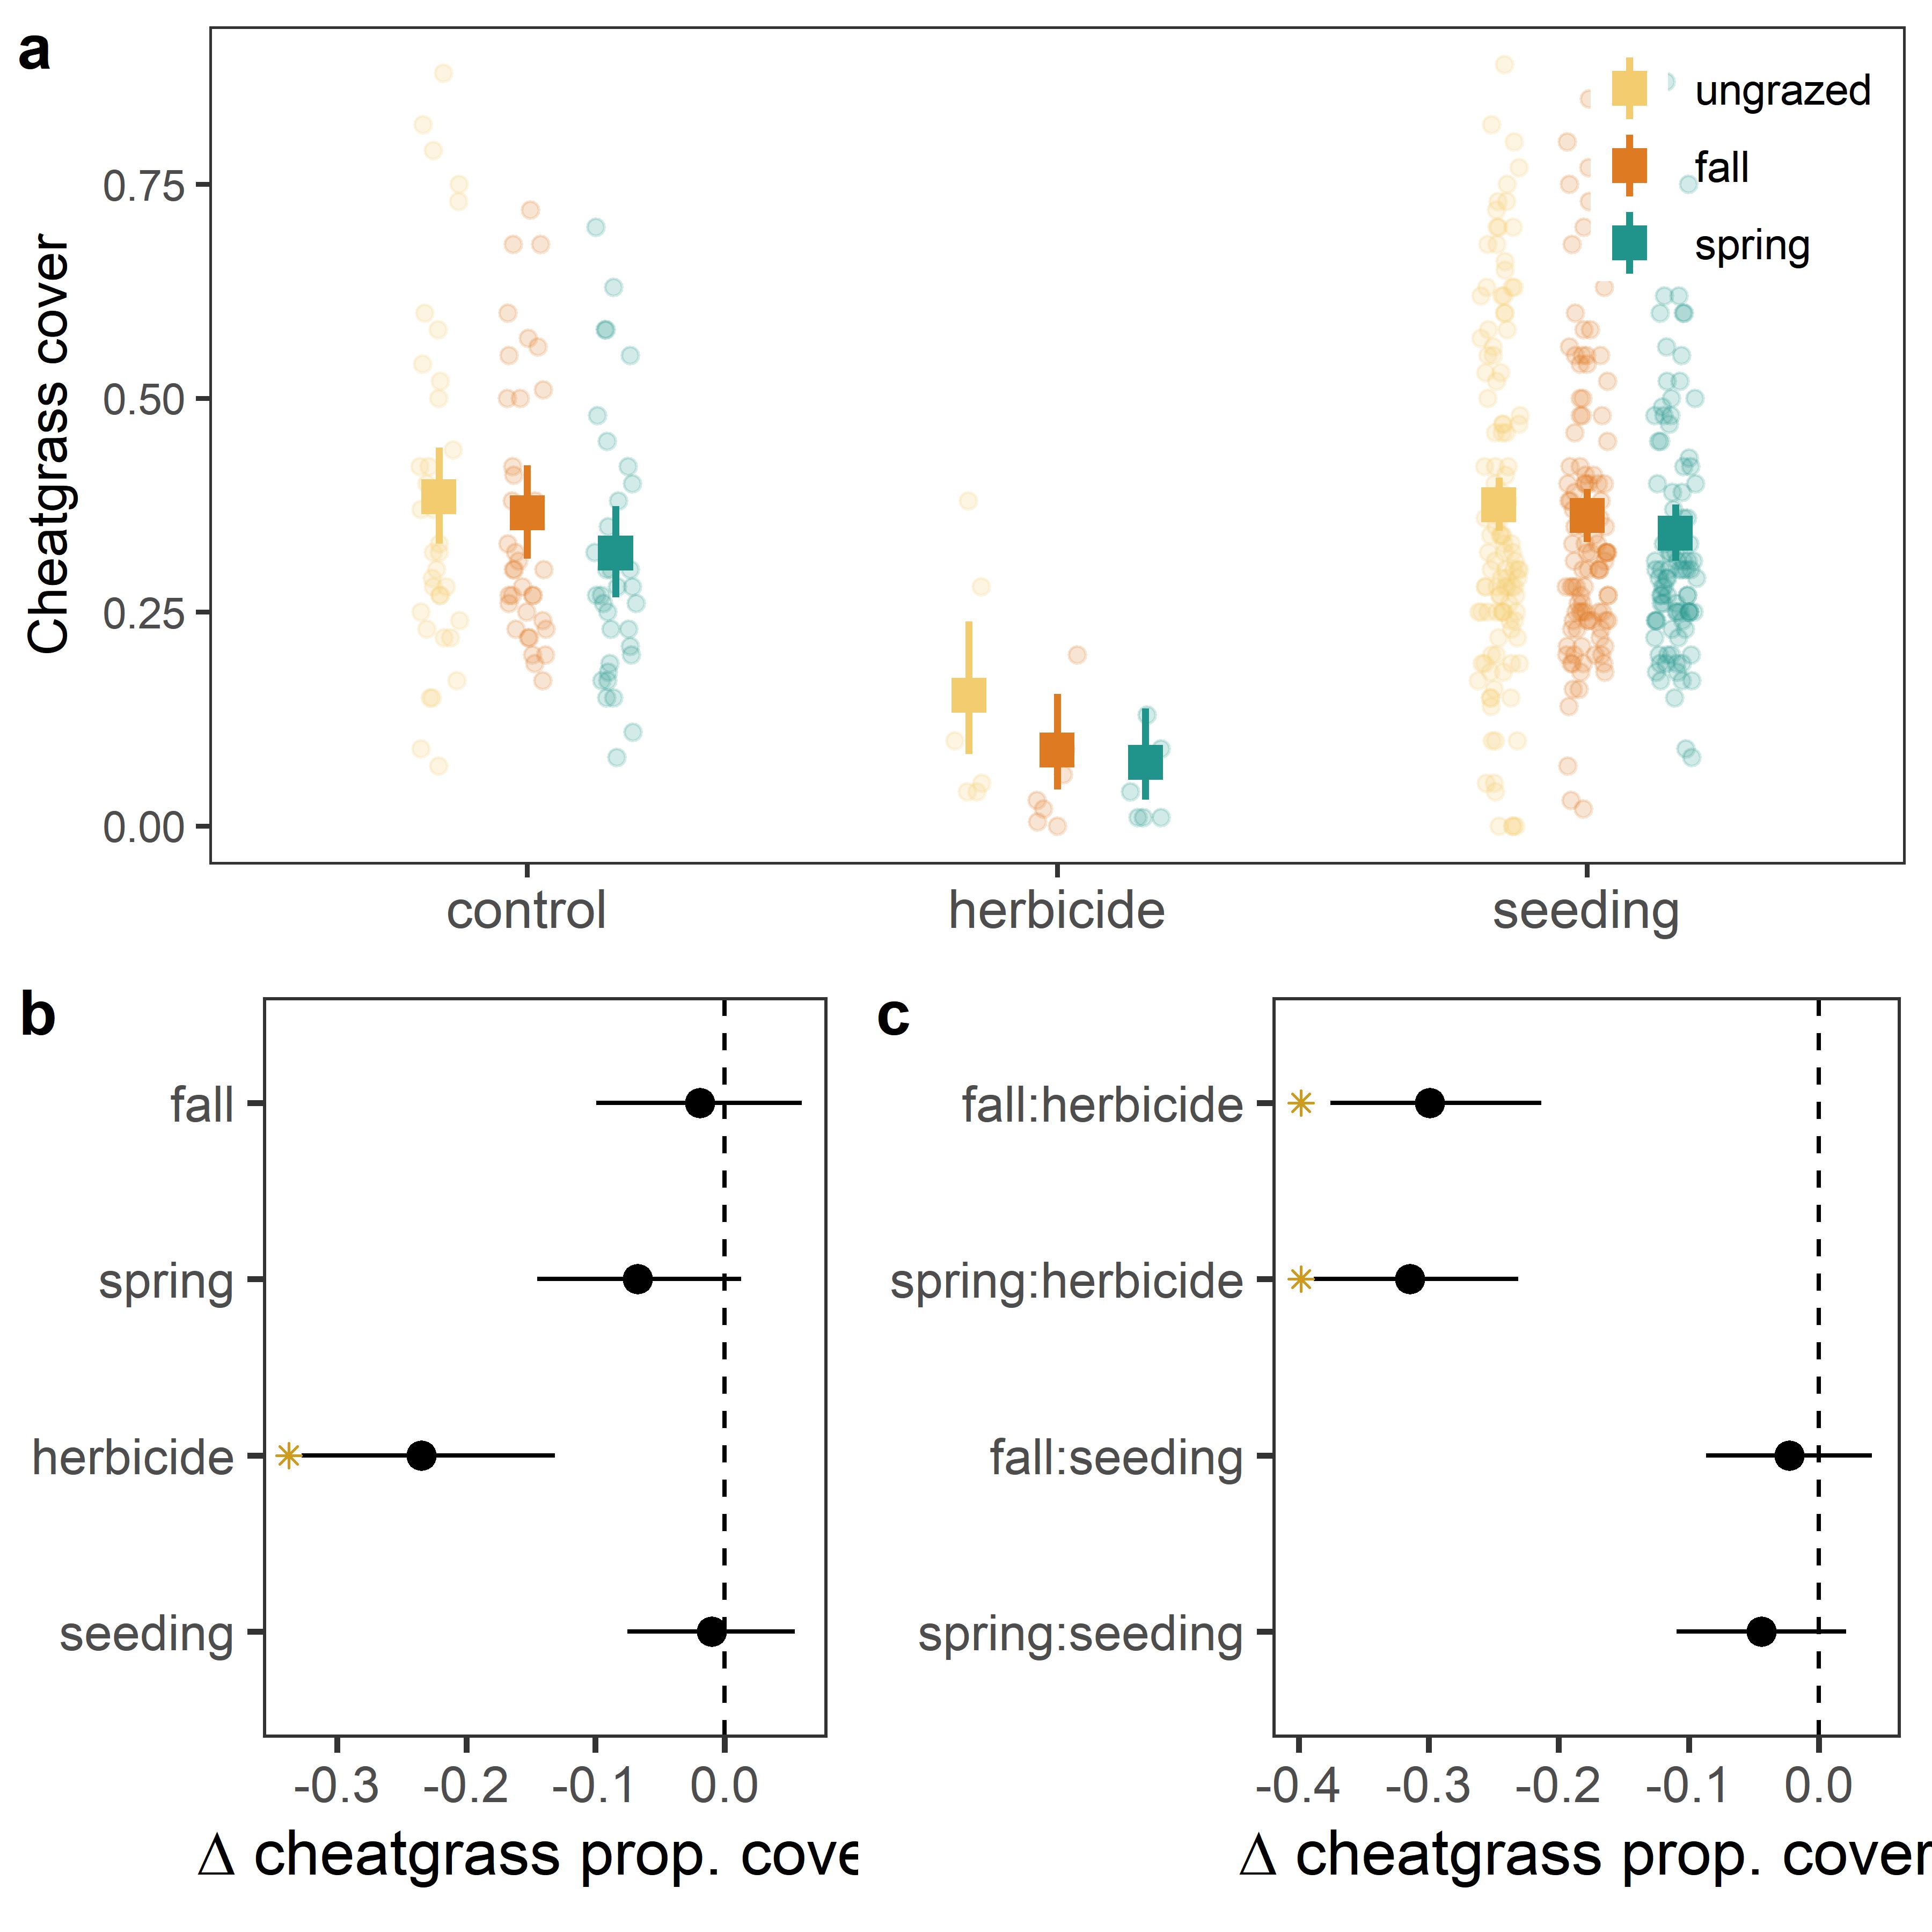 a
ungrazed
fall
spring
Cheatgrass cover
0.75
0.50
0.25
0.00
control herbicide seeding
b
fall
spring
herbicide
seeding
-0.3 -0.2 -0.1 0.0
Δ cheatgrass prop. cove
c
fall:herbicide
spring:herbicide
fall:seeding
spring:seeding
-0.4 -0.3 -0.2 -0.1 0.0
Δ cheatgrass prop. cover